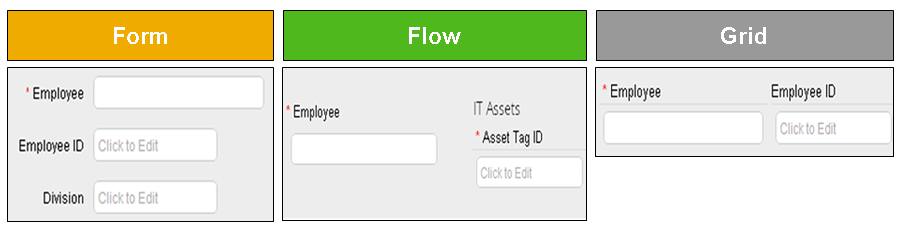 Form
* Employee
Employee ID Click to Edit
Division Click to Edit
Flow
* Employee
IT Assets
* Asset Tag ID
Click to Edit
Grid
* Employee Employee ID
Click to Edit